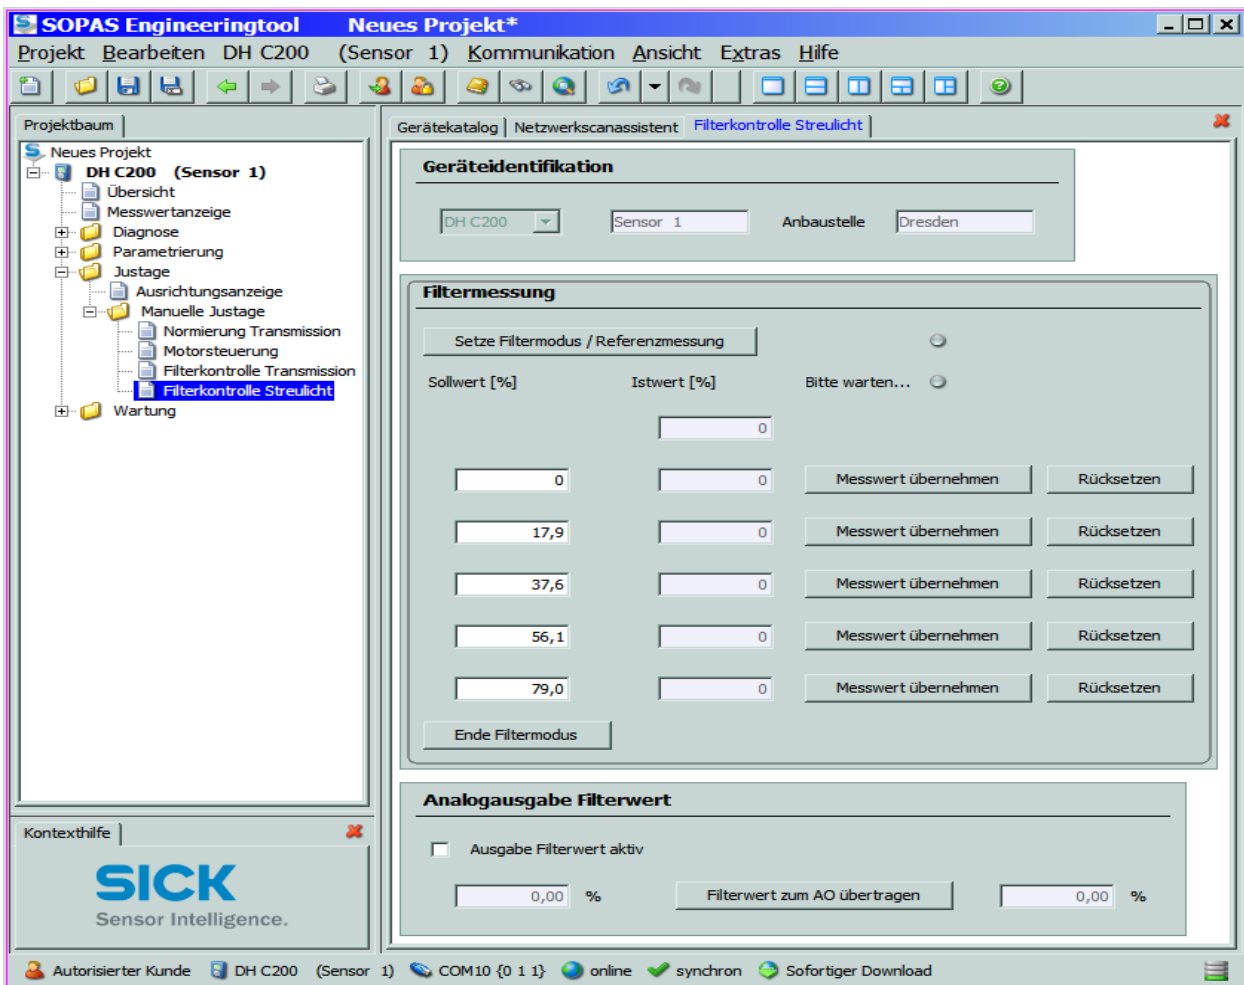 SOPAS Engineeringtool Neues Projekt*
Projekt Bearbeiten DH C200 (Sensor 1) Kommunikation Ansicht Extras Hilfe
Projektbaum
Neues Projekt
DH C200 (Sensor 1)
Übersicht
Messwertanzeige
Diagnose
Parametrierung
Justage
Ausrichtungsanzeige
Manuelle Justage
Normierung Transmission
Motorsteuerung
Filterkontrolle Transmission
Filterkontrolle Streulicht
Wartung
Kontexthilfe
SICK
Sensor Intelligence.
Gerätekatalog Netzwerkscanassistent Filterkontrolle Streulicht
Geräteidentifikation
DH C200 Sensor 1 Anbaustelle Dresden
Filtermessung
Setze Filtermodus / Referenzmessung
Sollwert [%] Istwert [%] Bitte warten...
0
0 0 Messwert übernehmen Rücksetzen
17,9 0 Messwert übernehmen Rücksetzen
37,6 0 Messwert übernehmen Rücksetzen
56,1 0 Messwert übernehmen Rücksetzen
79,0 0 Messwert übernehmen Rücksetzen
Ende Filtermodus
Analogausgabe Filterwert
Ausgabe Filterwert aktiv
0,00 % Filterwert zum AO übertragen 0,00 %
Autorisierter Kunde DH C200 (Sensor 1) COM10 {0 1 1} online synchron Sofortiger Download